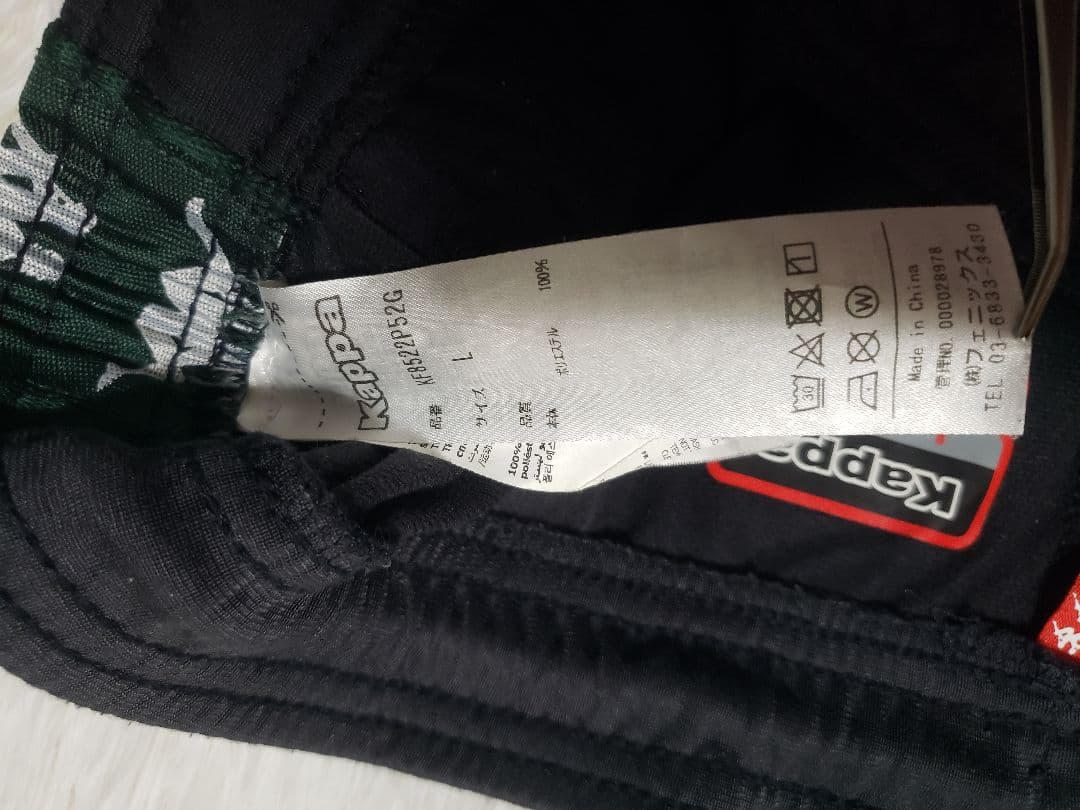 Kappa
品番 KF8522P52G
サイズ L
品質
本体 ポリエステル 100%
30
W
Made in China
管理NO. 000028978
(株)フェニックス
TEL 03-6833-3430
100%
Kappa